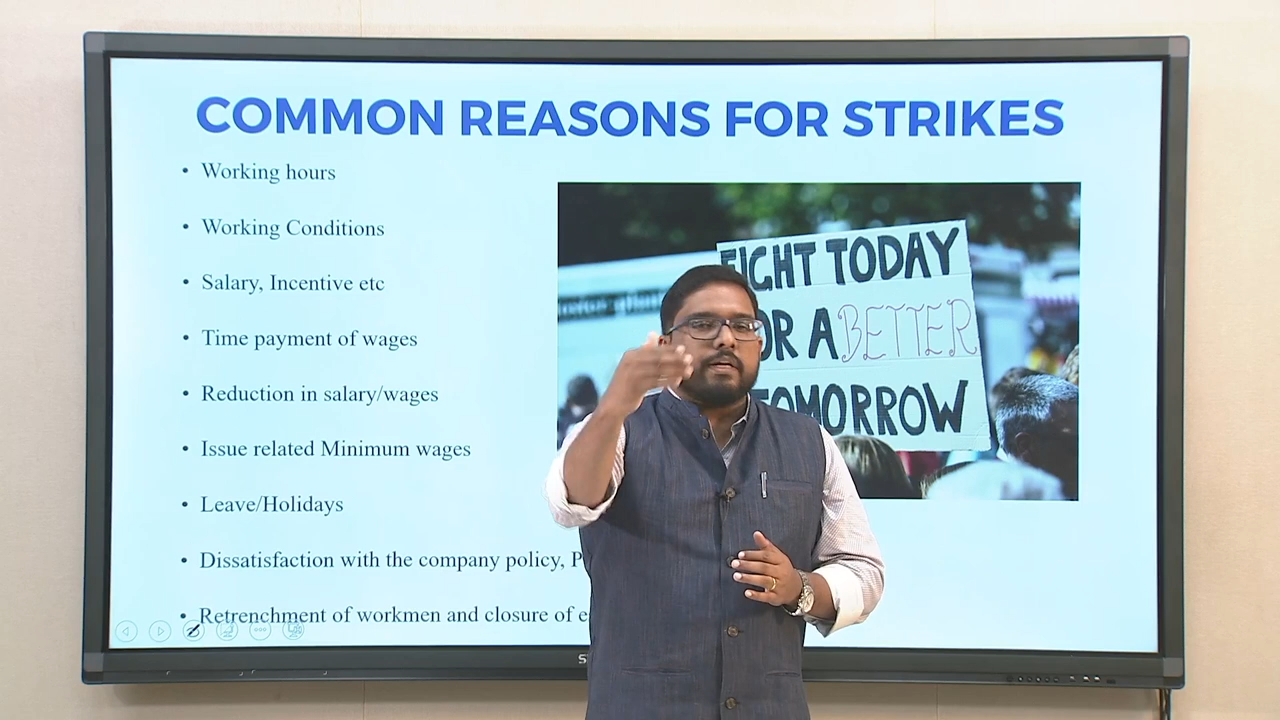 COMMON REASONS FOR STRIKES
• Working hours
• Working Conditions
• Salary, Incentive etc
• Time payment of wages
• Reduction in salary/wages
• Issue related Minimum wages
• Leave/Holidays
• Dissatisfaction with the company policy,
• Retrenchment of workmen and closure of
FIGHT TODAY
FOR A BETTER
TOMORROW